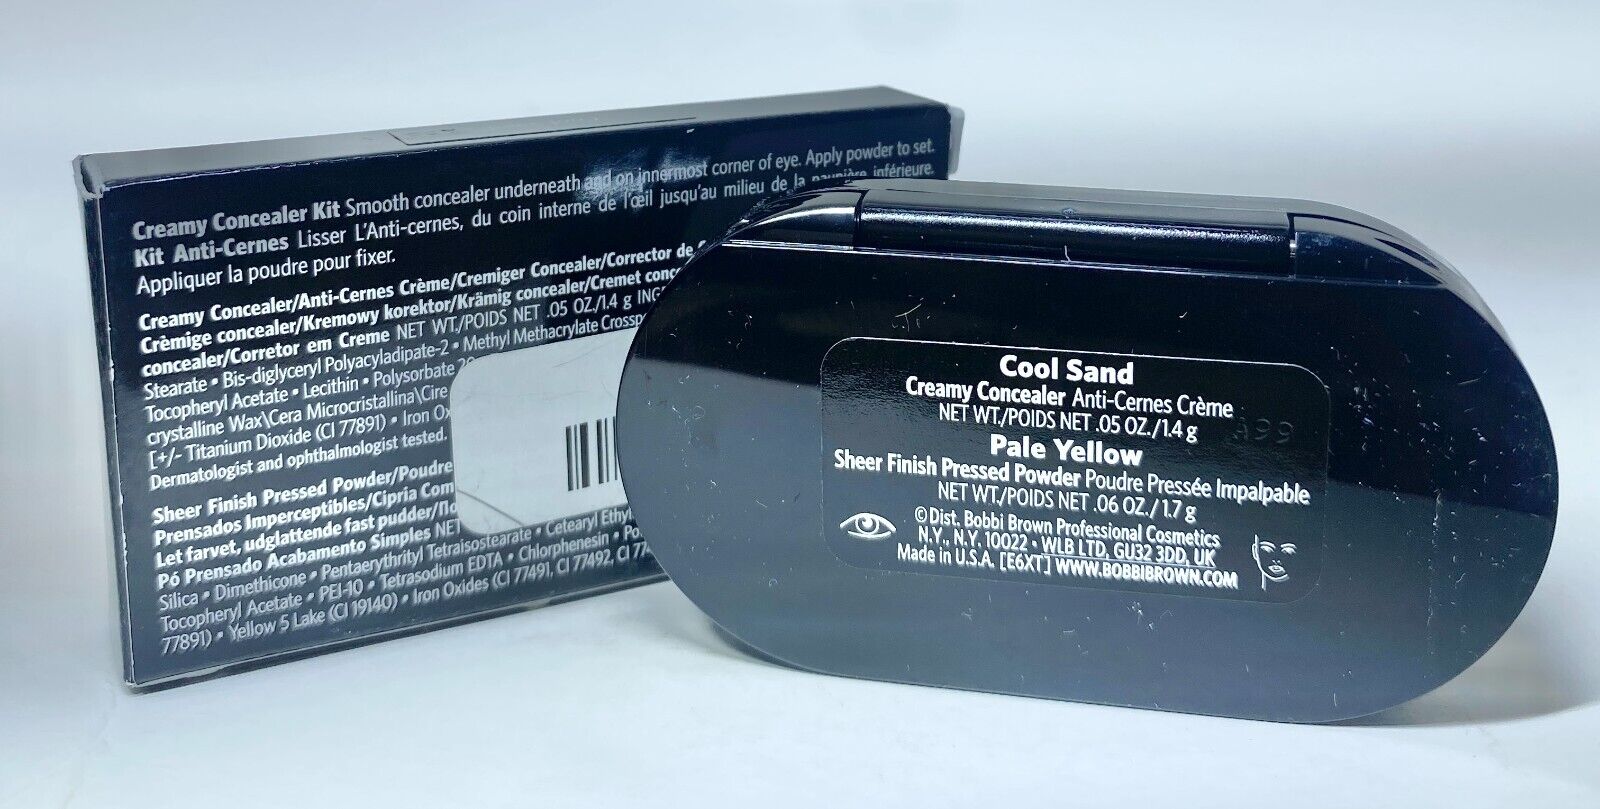 Creamy Concealer Kit Smooth concealer underneath and on innermost corner of eye. Apply powder to set.
Kit Anti-Cernes Lisser L'Anti-cernes, du coin interne de l'œil jusqu'au milieu de la paupière inférieure.
Appliquer la poudre pour fixer.
Creamy Concealer/Anti-Cernes Crème/Cremiger Concealer/Corrector de
Crèmige concealer/Kremowy korektor/Krämig concealer/Cremet
concealer/Corretor em Creme NET WT./POIDS NET .05 OZ./1.4 g
Stearate • Bis-diglyceryl Polyacyladipate-2 • Methyl Methacrylate
Tocopheryl Acetate • Lecithin • Polysorbate
crystalline Wax\Cera Microcristallina\Cire
[+/- Titanium Dioxide (CI 77891) • Iron
Dermatologist and ophthalmologist tested.
Sheer Finish Pressed Powder/Poudre
Prensados Imperceptibles/Cipria
Let farvet, udglattende fast pudder/
Pó Prensado Acabamento Simples NET
Silica • Dimethicone • Pentaerythrityl Tetraisostearate • Cetearyl
Tocopheryl Acetate • PEI-10 • Tetrasodium EDTA • Chlorphenesin •
77891) • Yellow 5 Lake (CI 19140) • Iron Oxides (CI 77491, CI 77492, CI
Cool Sand
Creamy Concealer Anti-Cernes Crème
NET WT./POIDS NET .05 OZ./1.4 g
A99
Pale Yellow
Sheer Finish Pressed Powder Poudre Pressée Impalpable
NET WT./POIDS NET .06 OZ./1.7 g
© Dist. Bobbi Brown Professional Cosmetics
N.Y., N.Y. 10022 • WLB LTD, GU32 3DD, UK
Made in U.S.A. [E6XT] WWW.BOBBIBROWN.COM